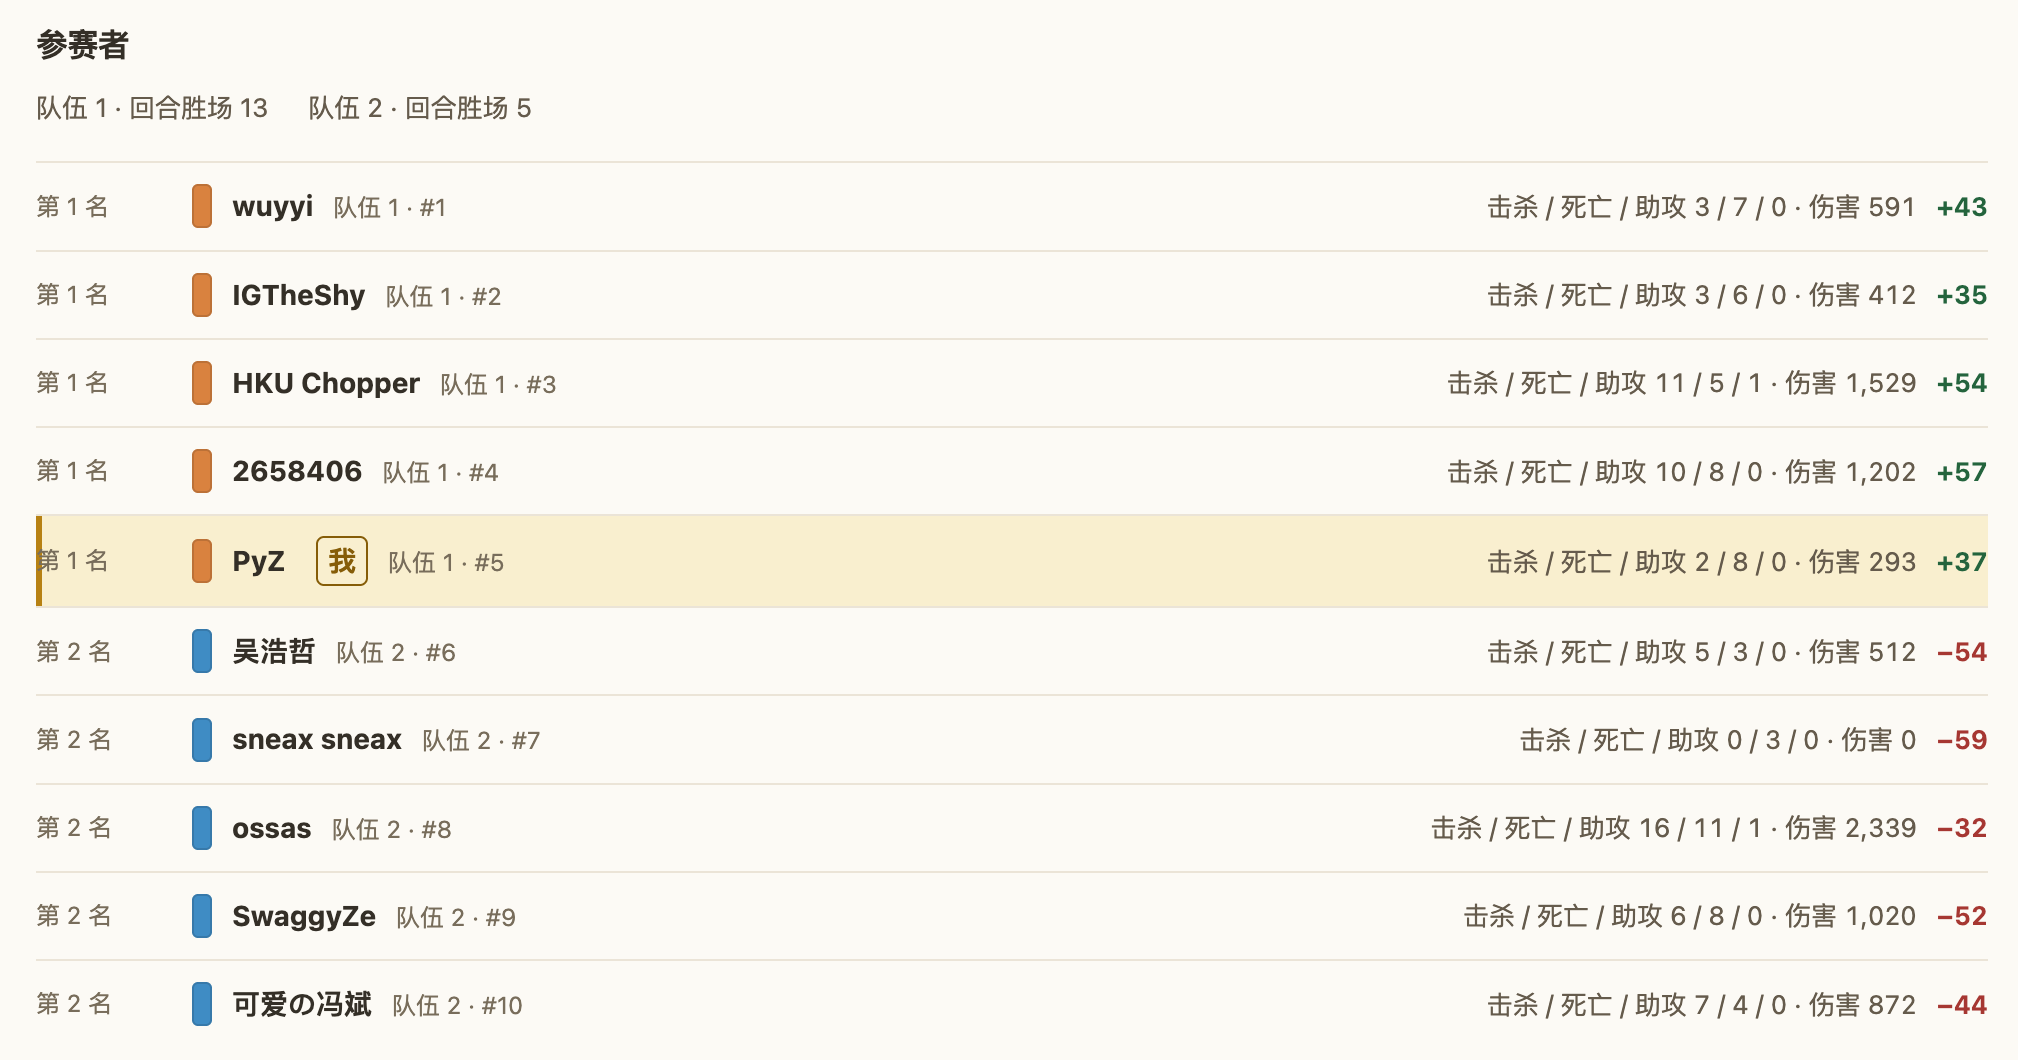 参赛者
队伍 1 · 回合胜场 13 队伍 2 · 回合胜场 5
第 1 名 wuyyi 队伍 1 · #1 击杀 / 死亡 / 助攻 3 / 7 / 0 · 伤害 591 +43
第 1 名 IGTheShy 队伍 1 · #2 击杀 / 死亡 / 助攻 3 / 6 / 0 · 伤害 412 +35
第 1 名 HKU Chopper 队伍 1 · #3 击杀 / 死亡 / 助攻 11 / 5 / 1 · 伤害 1,529 +54
第 1 名 2658406 队伍 1 · #4 击杀 / 死亡 / 助攻 10 / 8 / 0 · 伤害 1,202 +57
第 1 名 PyZ 我 队伍 1 · #5 击杀 / 死亡 / 助攻 2 / 8 / 0 · 伤害 293 +37
第 2 名 吴浩哲 队伍 2 · #6 击杀 / 死亡 / 助攻 5 / 3 / 0 · 伤害 512 −54
第 2 名 sneax sneax 队伍 2 · #7 击杀 / 死亡 / 助攻 0 / 3 / 0 · 伤害 0 −59
第 2 名 ossas 队伍 2 · #8 击杀 / 死亡 / 助攻 16 / 11 / 1 · 伤害 2,339 −32
第 2 名 SwaggyZe 队伍 2 · #9 击杀 / 死亡 / 助攻 6 / 8 / 0 · 伤害 1,020 −52
第 2 名 可爱の冯斌 队伍 2 · #10 击杀 / 死亡 / 助攻 7 / 4 / 0 · 伤害 872 −44